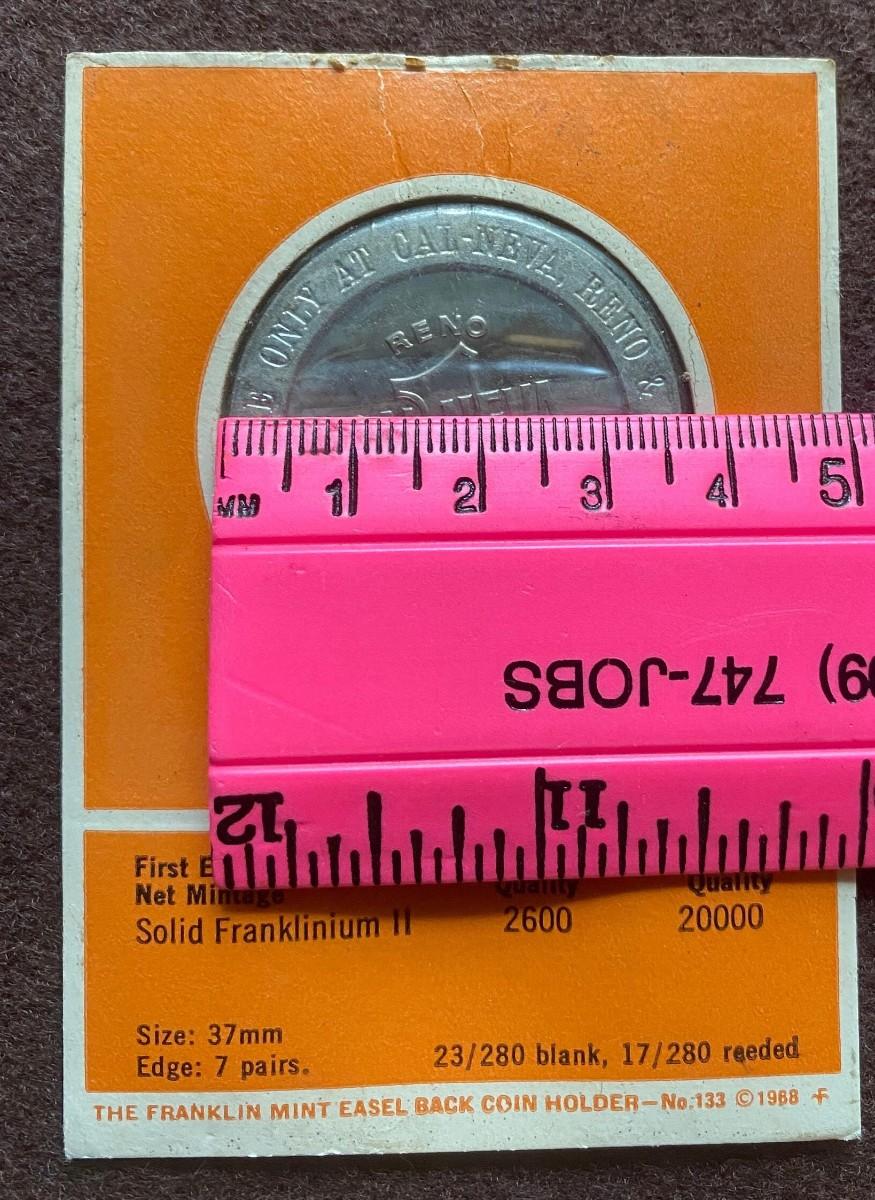 E ONLY AT CAL-NEVA, RENO &
RENO
NEVA
MM 1 2 3 4 5
747-JOBS
12 11
First E
Net Mintage Quality Quality
Solid Franklinium II 2600 20000
Size: 37mm
Edge: 7 pairs. 23/280 blank, 17/280 reeded
THE FRANKLIN MINT EASEL BACK COIN HOLDER—No.133 ©1968